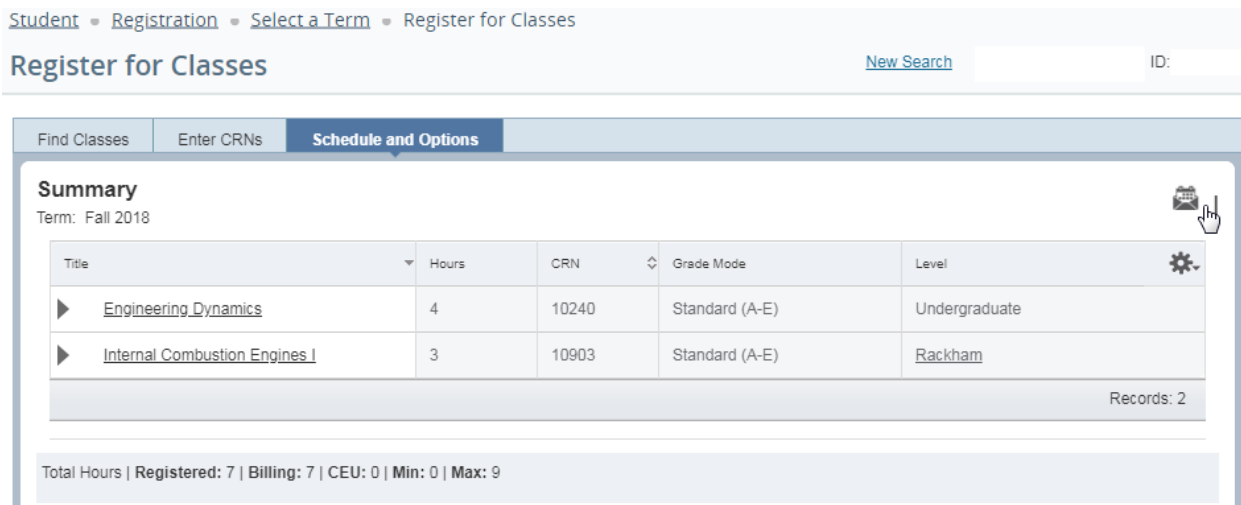 Student • Registration • Select a Term • Register for Classes
Register for Classes New Search ID:
Find Classes Enter CRNs Schedule and Options
Summary
Term: Fall 2018
Title Hours CRN Grade Mode Level
Engineering Dynamics 4 10240 Standard (A-E) Undergraduate
Internal Combustion Engines I 3 10903 Standard (A-E) Rackham
Records: 2
Total Hours | Registered: 7 | Billing: 7 | CEU: 0 | Min: 0 | Max: 9